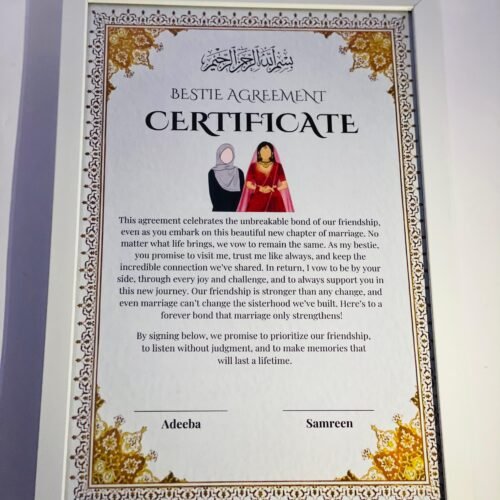 بسم الله الرحمن الرحيم
BESTIE AGREEMENT
CERTIFICATE
This agreement celebrates the unbreakable bond of our friendship,
even as you embark on this beautiful new chapter of marriage. No
matter what life brings, we vow to remain the same. As my bestie,
you promise to visit me, trust me like always, and keep the
incredible connection we've shared. In return, I vow to be by your
side, through every joy and challenge, and to always support you in
this new journey. Our friendship is stronger than any change, and
even marriage can't change the sisterhood we've built. Here's to a
forever bond that marriage only strengthens!
By signing below, we promise to prioritize our friendship,
to listen without judgment, and to make memories that
will last a lifetime.
Adeeba Samreen